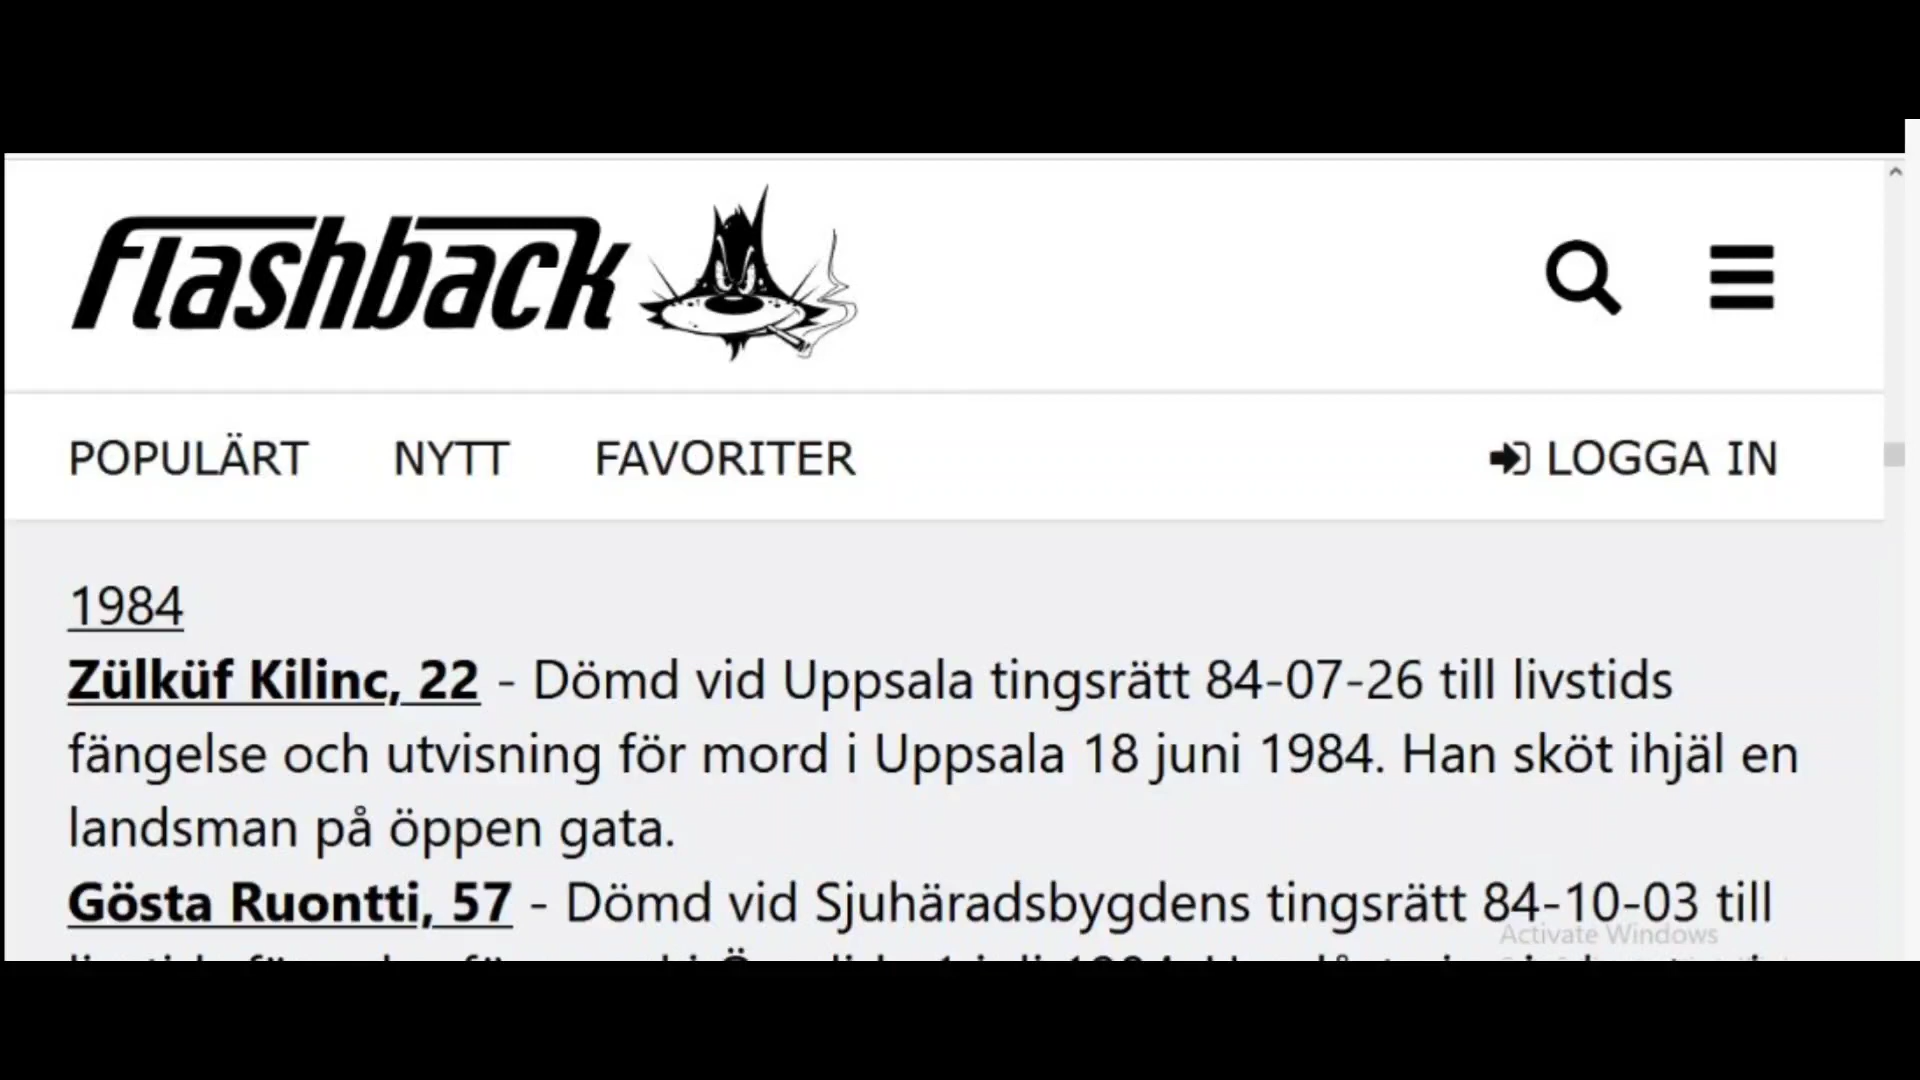 flashback
POPULÄRT NYTT FAVORITER LOGGA IN
1984
Zülküf Kilinc, 22 - Dömd vid Uppsala tingsrätt 84-07-26 till livstids
fängelse och utvisning för mord i Uppsala 18 juni 1984. Han sköt ihjäl en
landsman på öppen gata.
Gösta Ruontti, 57 - Dömd vid Sjuhäradsbygdens tingsrätt 84-10-03 till
Activate Windows